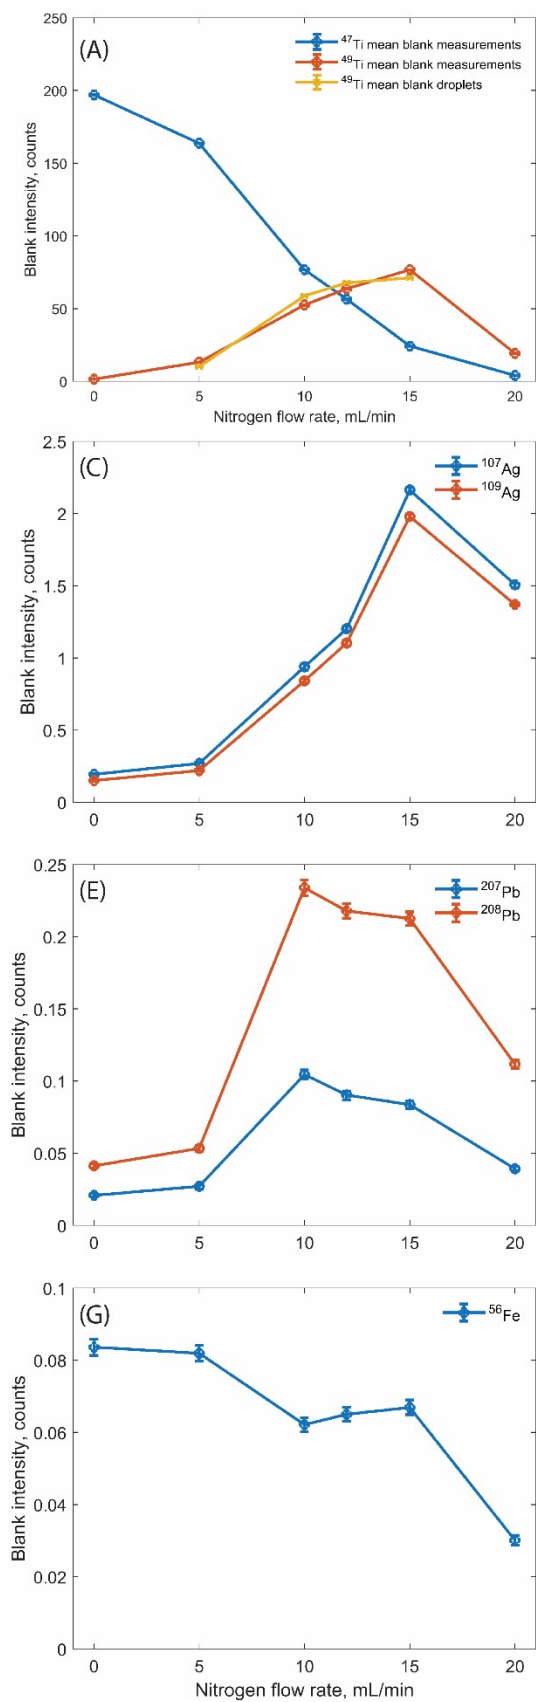 (A)
⁴⁷Ti mean blank measurements
⁴⁹Ti mean blank measurements
⁴⁹Ti mean blank droplets
Blank intensity, counts
250
200
150
100
50
0
0 5 10 15 20
Nitrogen flow rate, mL/min
(C)
¹⁰⁷Ag
¹⁰⁹Ag
Blank intensity, counts
2.5
2
1.5
1
0.5
0
0 5 10 15 20
(E)
²⁰⁷Pb
²⁰⁸Pb
Blank intensity, counts
0.25
0.2
0.15
0.1
0.05
0
0 5 10 15 20
(G)
⁵⁶Fe
Blank intensity, counts
0.1
0.08
0.06
0.04
0.02
0
0 5 10 15 20
Nitrogen flow rate, mL/min